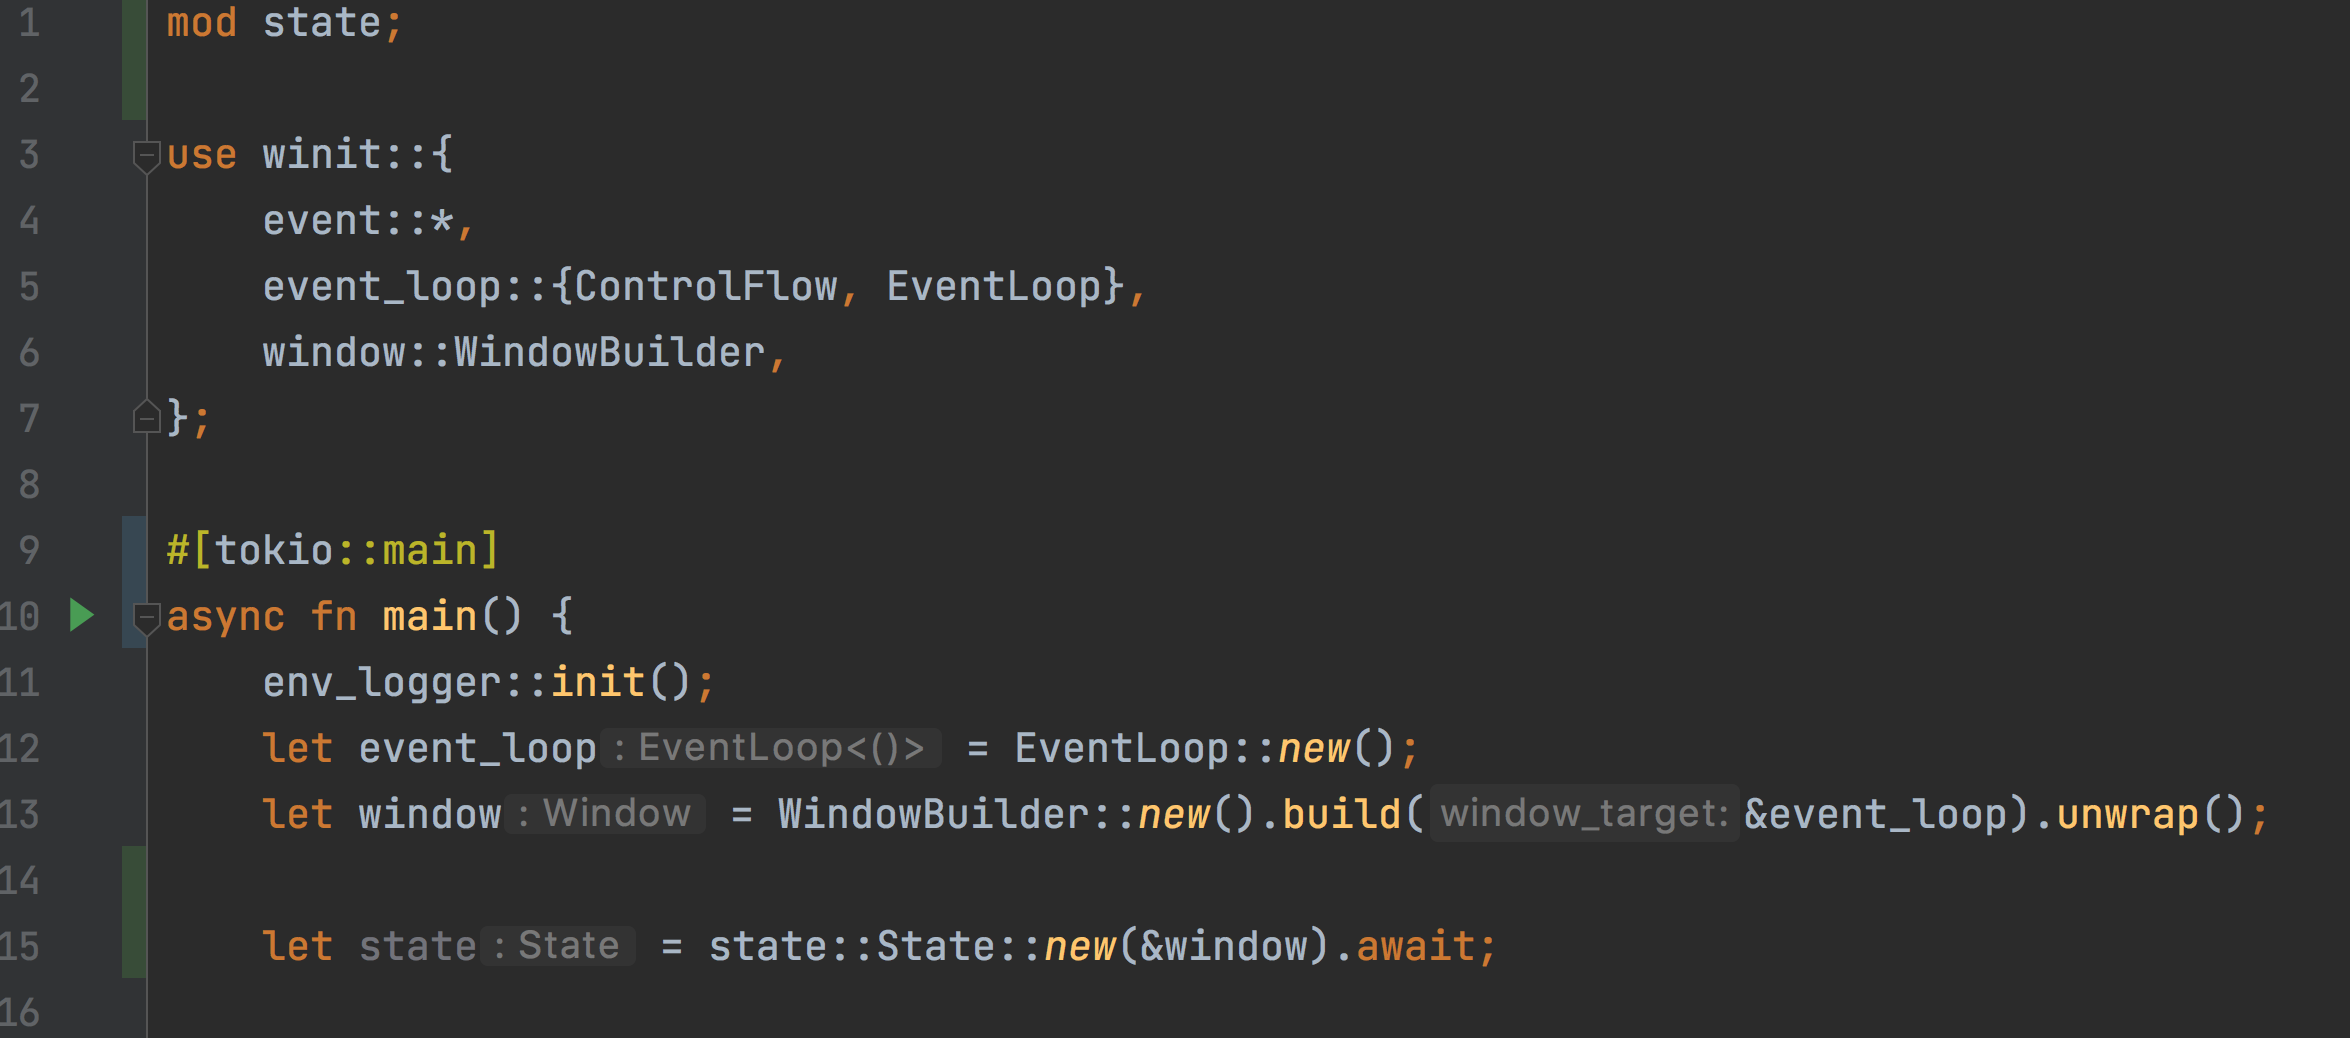 1 mod state;
2
3 use winit::{
4     event::*,
5     event_loop::{ControlFlow, EventLoop},
6     window::WindowBuilder,
7 };
8
9 #[tokio::main]
10 async fn main() {
11     env_logger::init();
12     let event_loop: EventLoop<()> = EventLoop::new();
13     let window: Window = WindowBuilder::new().build(window_target: &event_loop).unwrap();
14
15     let state: State = state::State::new(&window).await;
16